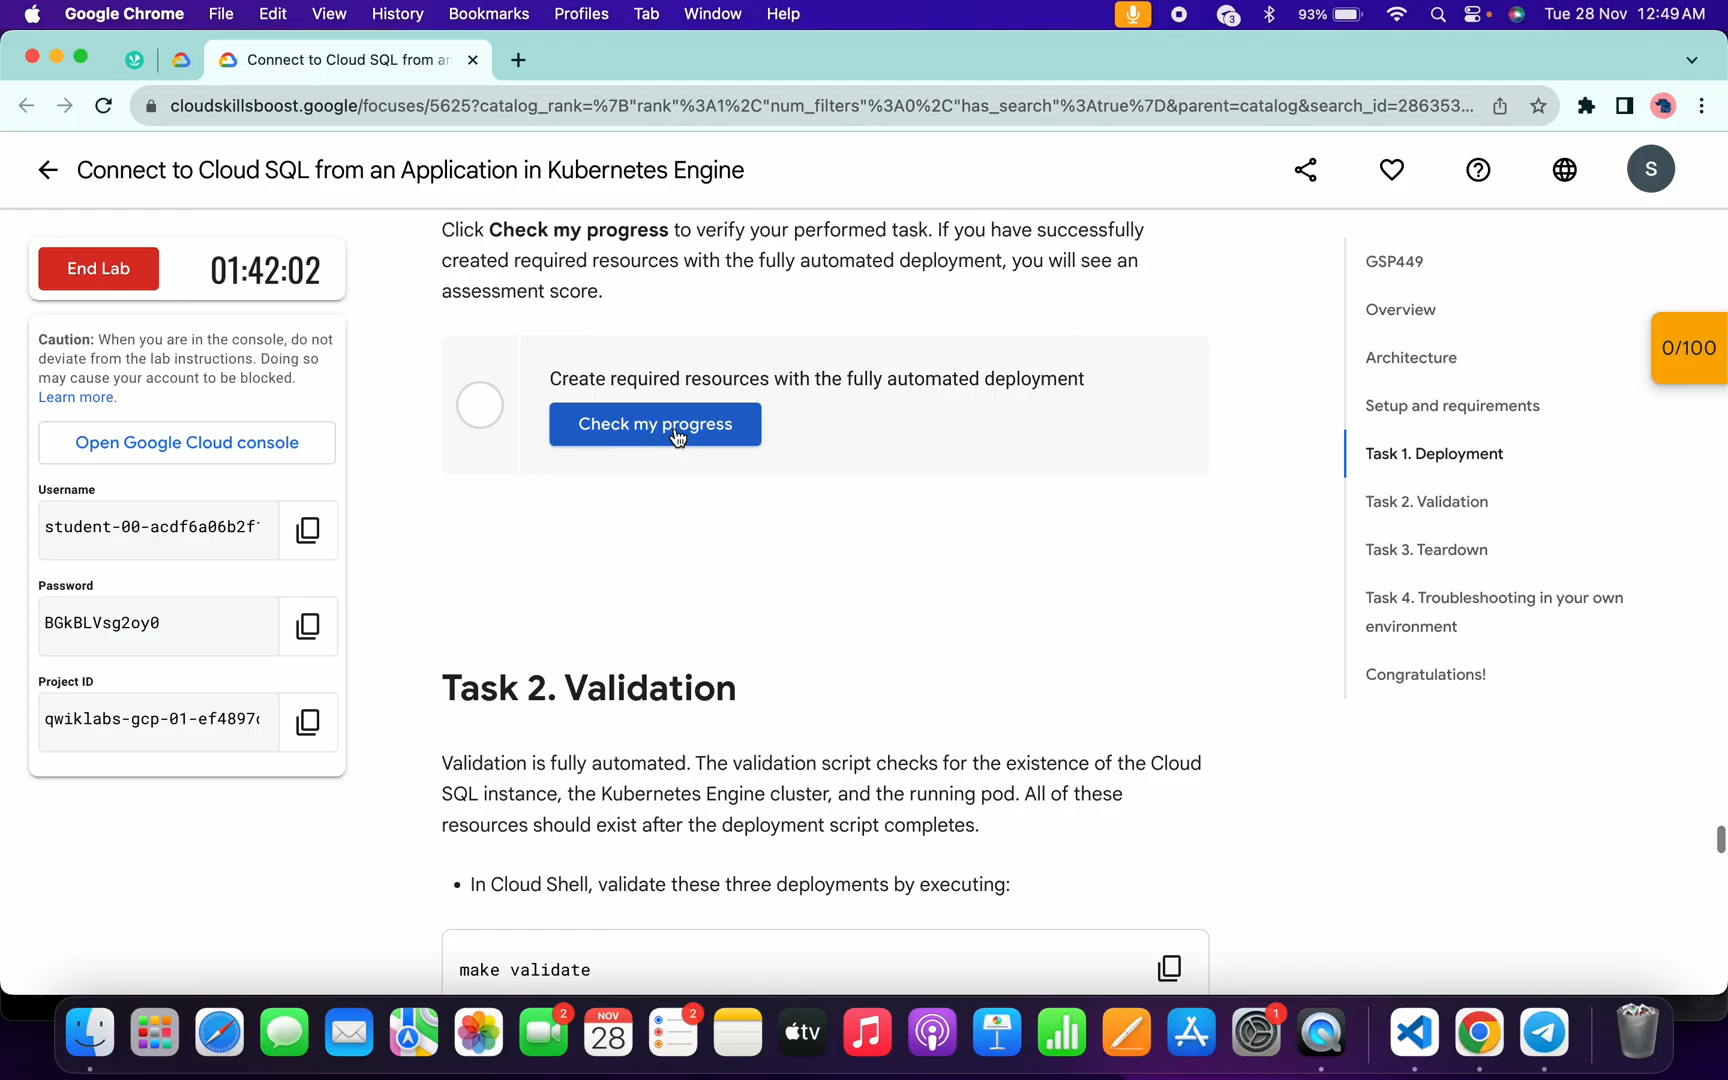 Google Chrome File Edit View History Bookmarks Profiles Tab Window Help 3 93% Tue 28 Nov 12:49 AM
Connect to Cloud SQL from an
cloudskillsboost.google/focuses/5625?catalog_rank=%7B"rank"%3A1%2C"num_filters"%3A0%2C"has_search"%3Atrue%7D&parent=catalog&search_id=286353...
Connect to Cloud SQL from an Application in Kubernetes Engine
S
End Lab
01:42:02
Caution: When you are in the console, do not
deviate from the lab instructions. Doing so
may cause your account to be blocked.
Learn more.
Open Google Cloud console
Username
student-00-acdf6a06b2f
Password
BGkBLVsg2oy0
Project ID
qwiklabs-gcp-01-ef4897
Click Check my progress to verify your performed task. If you have successfully
created required resources with the fully automated deployment, you will see an
assessment score.
Create required resources with the fully automated deployment
Check my progress
Task 2. Validation
Validation is fully automated. The validation script checks for the existence of the Cloud
SQL instance, the Kubernetes Engine cluster, and the running pod. All of these
resources should exist after the deployment script completes.
• In Cloud Shell, validate these three deployments by executing:
make validate
GSP449
Overview
Architecture
Setup and requirements
Task 1. Deployment
Task 2. Validation
Task 3. Teardown
Task 4. Troubleshooting in your own
environment
Congratulations!
0/100
2
NOV
28
2
tv
1